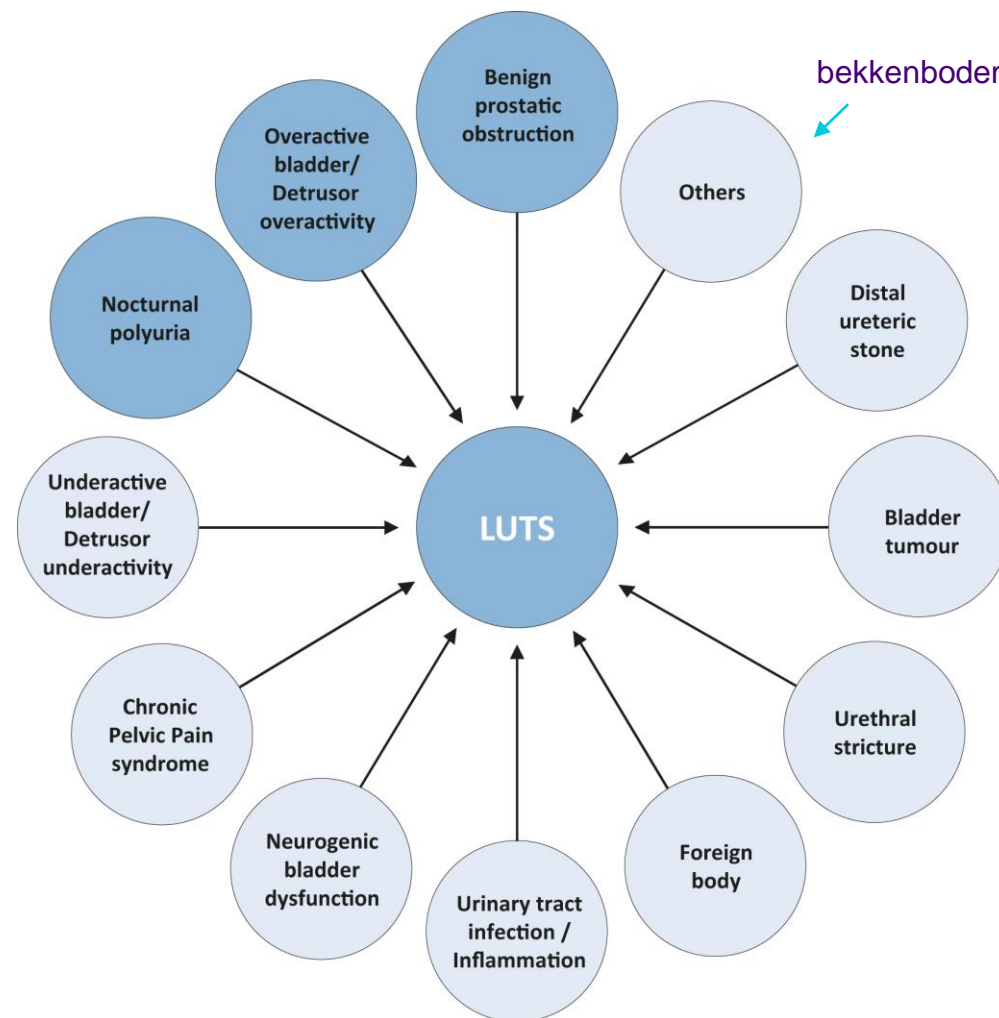 bekkenboden
Benign
prostatic
obstruction
Others
Distal
ureteric
stone
Bladder
tumour
Urethral
stricture
Foreign
body
Urinary tract
infection /
Inflammation
Neurogenic
bladder
dysfunction
Chronic
Pelvic Pain
syndrome
Underactive
bladder/
Detrusor
underactivity
Nocturnal
polyuria
Overactive
bladder/
Detrusor
overactivity
LUTS